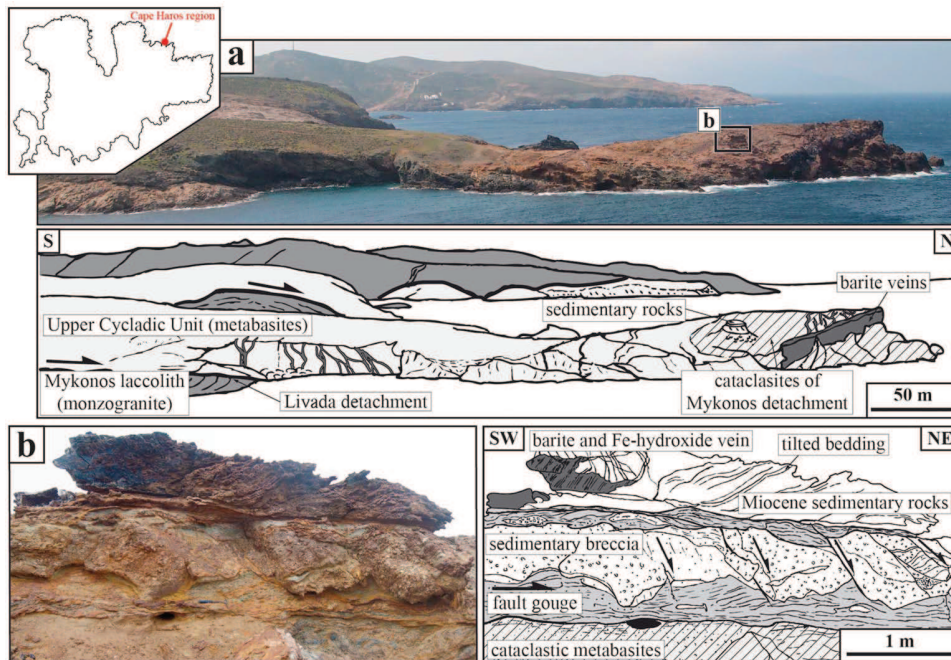 Cape Haros region
a
b
S
N
barite veins
sedimentary rocks
Upper Cycladic Unit (metabasites)
Mykonos laccolith
(monzogranite)
Livada detachment
cataclasites of
Mykonos detachment
50 m
b
SW
barite and Fe-hydroxide vein
tilted bedding
NE
Miocene sedimentary rocks
sedimentary breccia
fault gouge
cataclastic metabasites
1 m